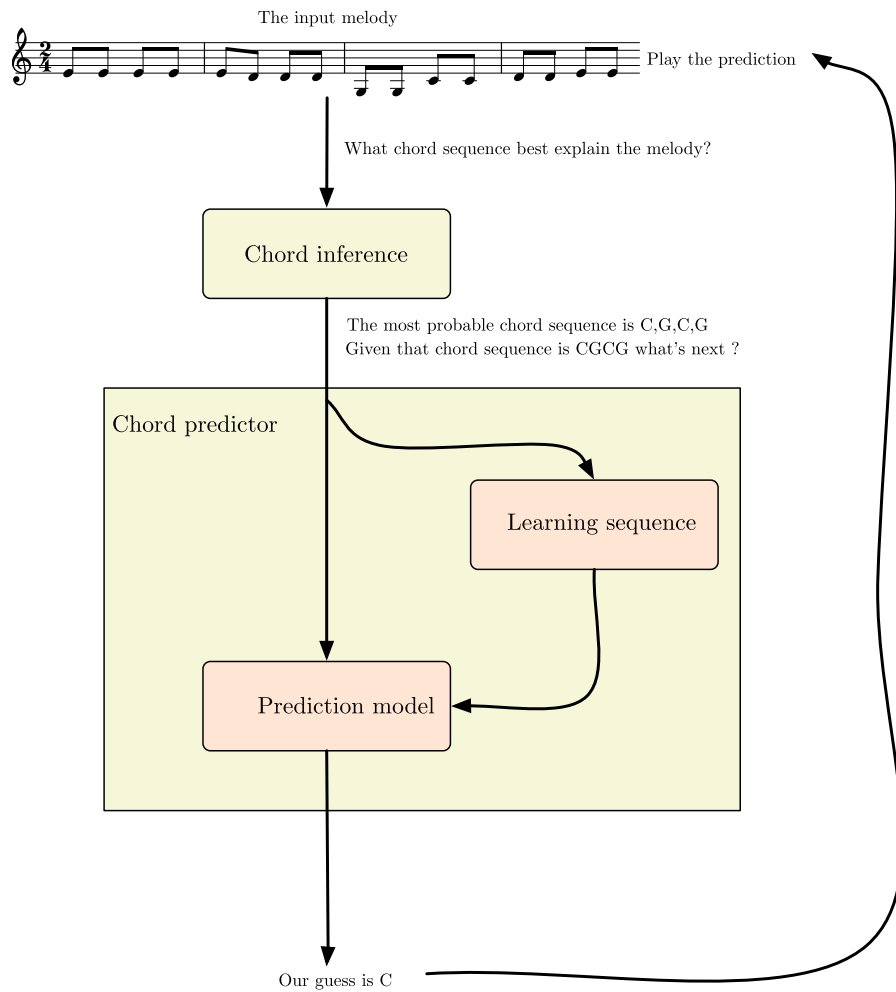 The input melody
2
4
Play the prediction
What chord sequence best explain the melody?
Chord inference
The most probable chord sequence is C,G,C,G
Given that chord sequence is CGCG what's next ?
Chord predictor
Learning sequence
Prediction model
Our guess is C